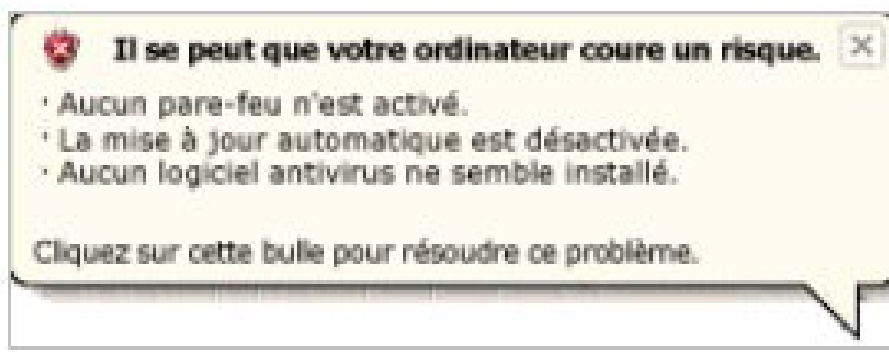 Il se peut que votre ordinateur coure un risque.
· Aucun pare-feu n'est activé.
· La mise à jour automatique est désactivée.
· Aucun logiciel antivirus ne semble installé.
Cliquez sur cette bulle pour résoudre ce problème.